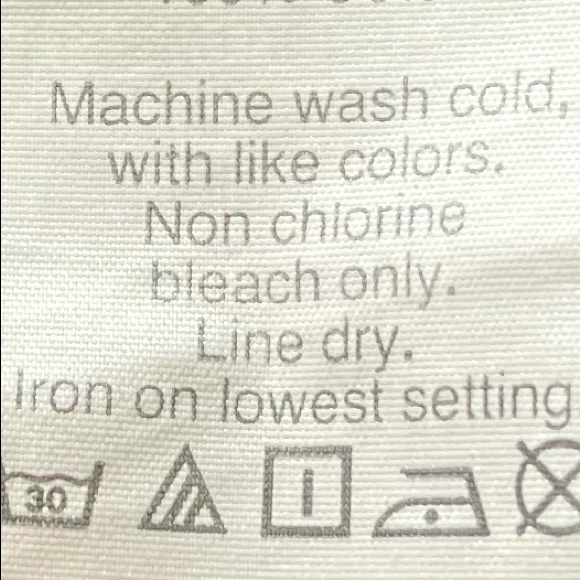 Machine wash cold,
with like colors.
Non chlorine
bleach only.
Line dry.
Iron on lowest setting
30